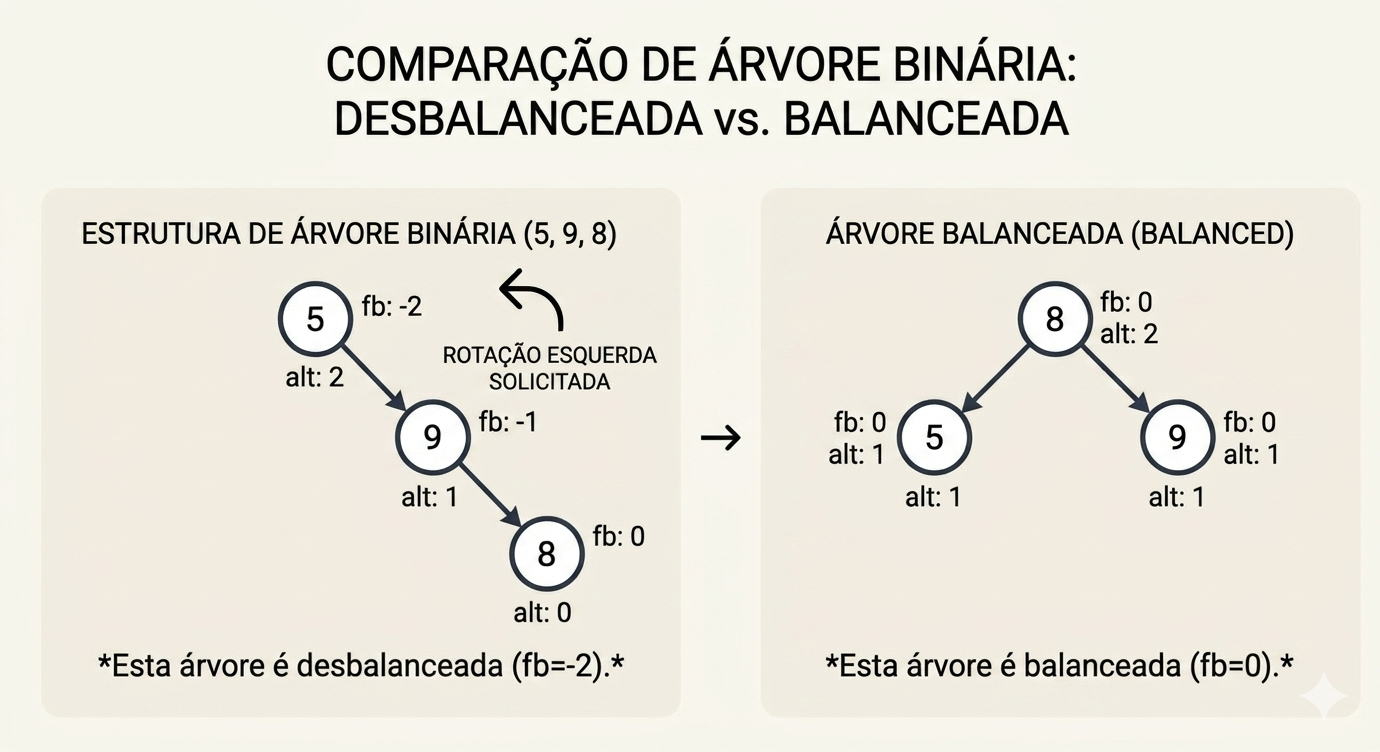 COMPARAÇÃO DE ÁRVORE BINÁRIA:
DESBALANCEADA vs. BALANCEADA
ESTRUTURA DE ÁRVORE BINÁRIA (5, 9, 8)
5
fb: -2
alt: 2
ROTAÇÃO ESQUERDA
SOLICITADA
9
fb: -1
alt: 1
8
fb: 0
alt: 0
*Esta árvore é desbalanceada (fb=-2).*
→
ÁRVORE BALANCEADA (BALANCED)
8
fb: 0
alt: 2
fb: 0
alt: 1
5
alt: 1
9
fb: 0
alt: 1
alt: 1
*Esta árvore é balanceada (fb=0).*